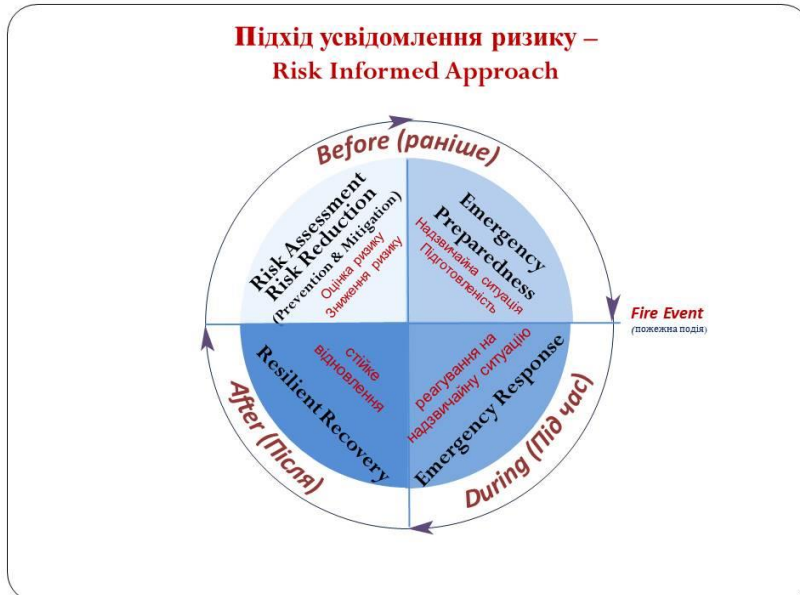 Підхід усвідомлення ризику –
Risk Informed Approach
Before (раніше)
Risk Assessment
Risk Reduction
(Prevention & Mitigation)
Оцінка ризику
Зниження ризику
Emergency
Preparedness
Надзвичайна ситуація
Підготовленість
Fire Event
(пожежна подія)
стійке
відновлення
Resilient Recovery
реагування на
надзвичайну ситуацію
Emergency Response
After (Після)
During (Під час)